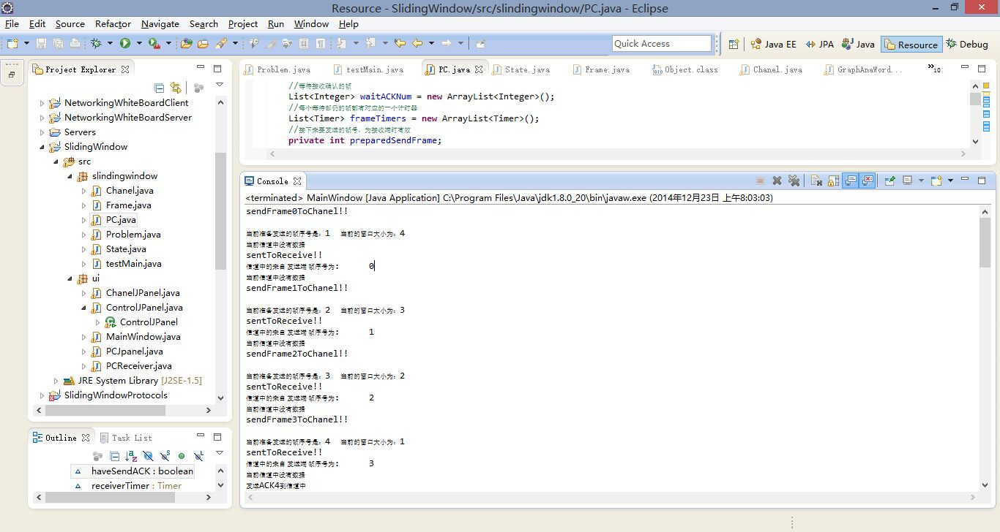 Resource - SlidingWindow/src/slindingwindow/PC.java - Eclipse
File Edit Source Refactor Navigate Search Project Run Window Help
Quick Access
Java EE JPA Java Resource Debug
Project Explorer
NetworkingWhiteBoardClient
NetworkingWhiteBoardServer
Servers
SlidingWindow
src
slindingwindow
Chanel.java
Frame.java
PC.java
Problem.java
State.java
testMain.java
ui
ChanelJPanel.java
ControlJPanel.java
ControlJPanel
MainWindow.java
PCJpanel.java
PCReceiver.java
JRE System Library [J2SE-1.5]
SlidingWindowProtocols
Outline Task List
haveSendACK : boolean
receiverTimer : Timer
Problem.java testMain.java PC.java State.java Frame.java Object.class Chanel.java GraphAnaWord... »10
//等待接收确认的帧
List<Integer> waitACKNum = new ArrayList<Integer>();
//每个等待却仍的帧都有对应的一个计时器
List<Timer> frameTimers = new ArrayList<Timer>();
//接下来要发送的帧号，为接收端时有效
private int preparedSendFrame;
Console
<terminated> MainWindow [Java Application] C:\Program Files\Java\jdk1.8.0_20\bin\javaw.exe (2014年12月23日 上午8:03:03)
sendFrame0ToChanel!!
当前准备发送的帧序号是：1 当前的窗口大小为：4
当前信道中没有数据
sentToReceive!!
信道中的来自 发送端 帧序号为： 0
当前信道中没有数据
sendFrame1ToChanel!!
当前准备发送的帧序号是：2 当前的窗口大小为：3
sentToReceive!!
信道中的来自 发送端 帧序号为： 1
当前信道中没有数据
sendFrame2ToChanel!!
当前准备发送的帧序号是：3 当前的窗口大小为：2
sentToReceive!!
信道中的来自 发送端 帧序号为： 2
当前信道中没有数据
sendFrame3ToChanel!!
当前准备发送的帧序号是：4 当前的窗口大小为：1
sentToReceive!!
信道中的来自 发送端 帧序号为： 3
当前信道中没有数据
发送ACK4到信道中